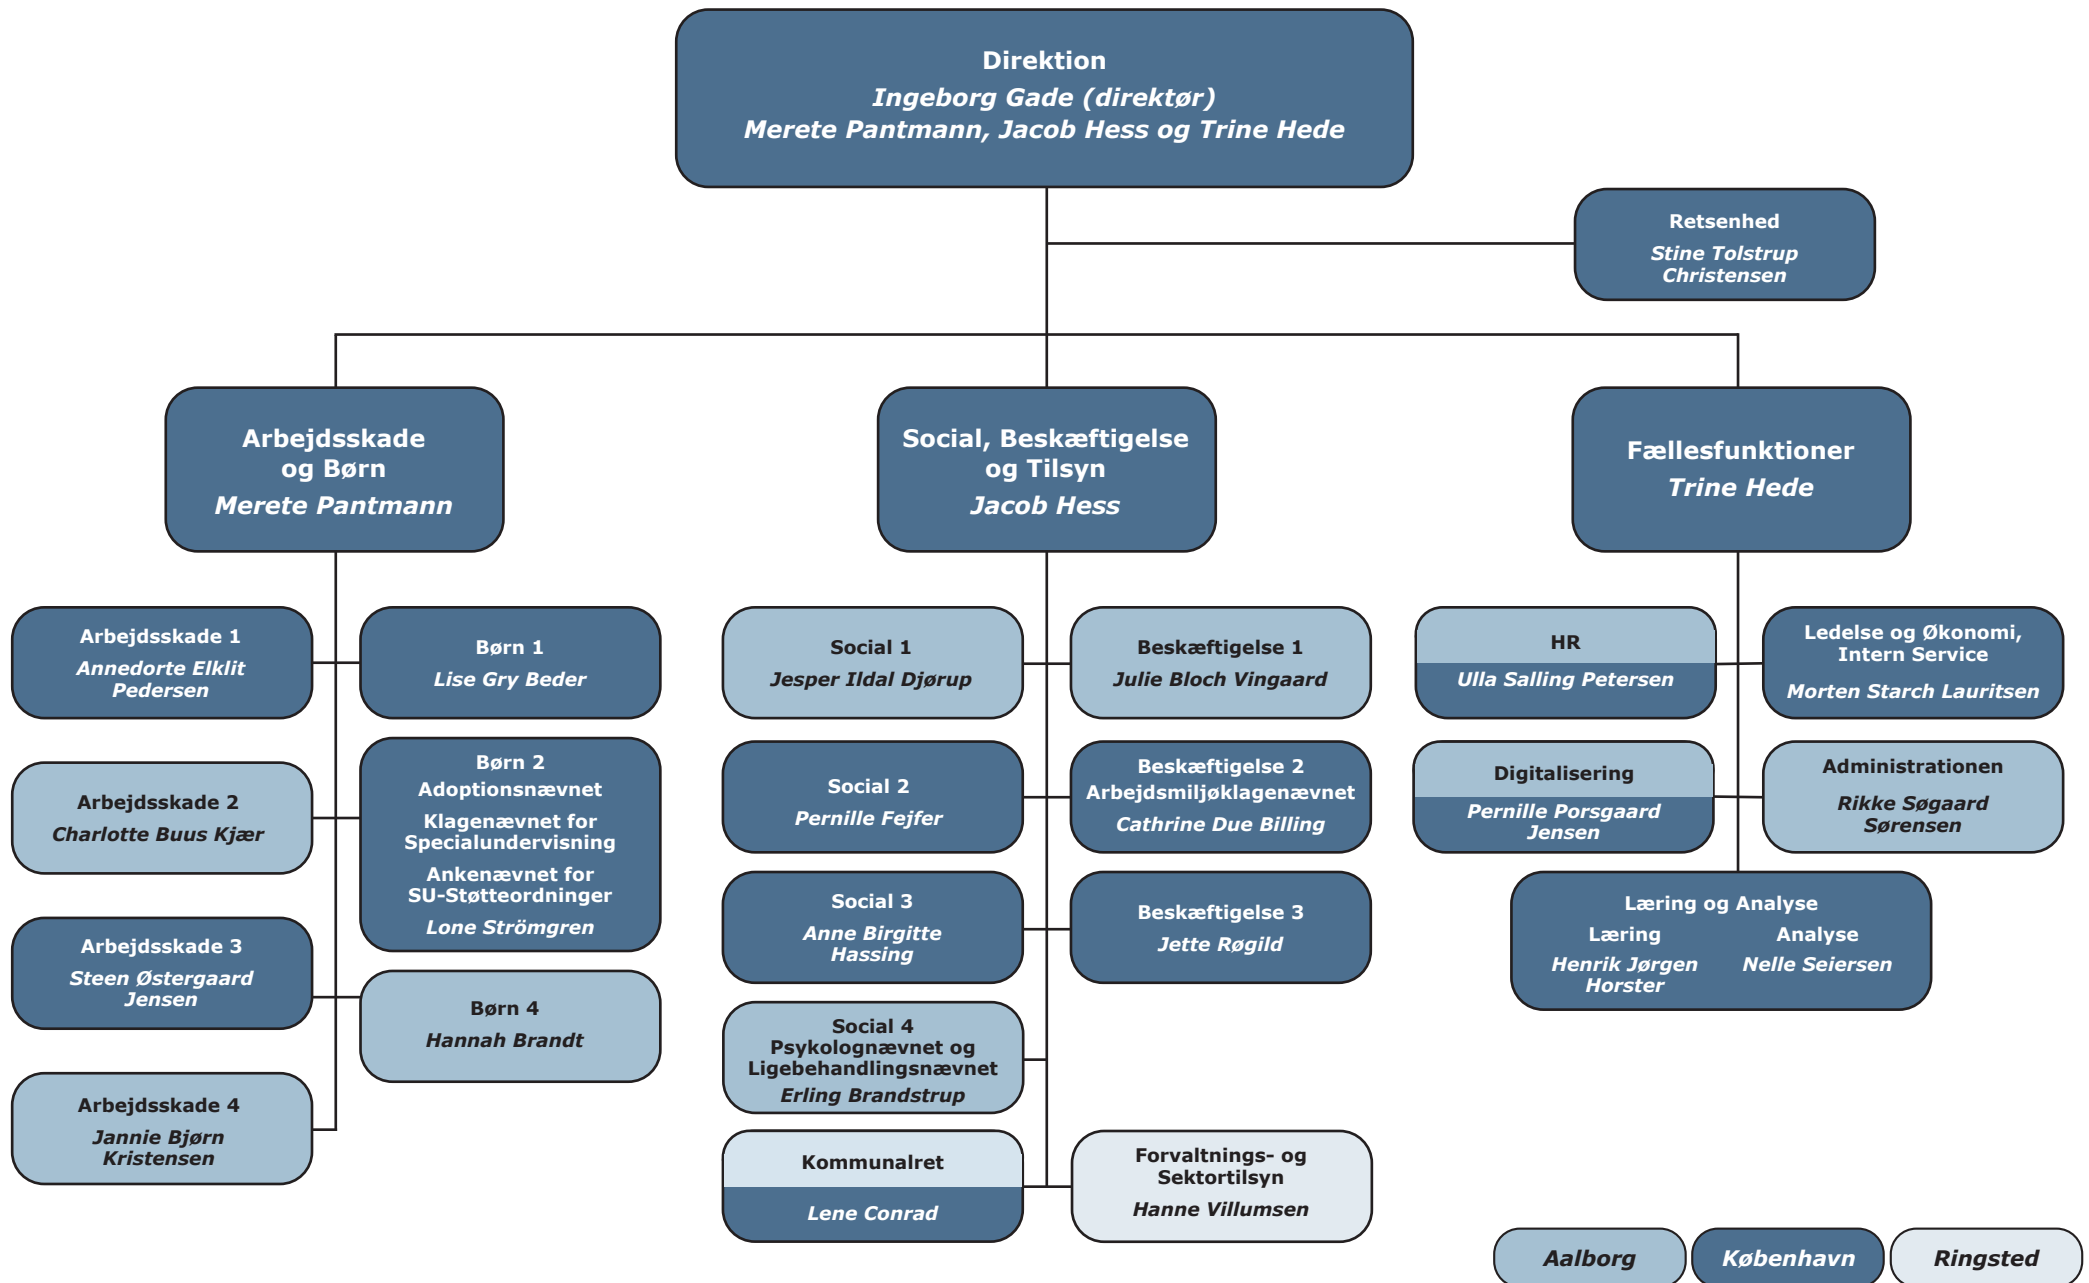 Direktion
Ingeborg Gade (direktør)
Merete Pantmann, Jacob Hess og Trine Hede
Retsenhed
Stine Tolstrup
Christensen
Arbejdsskade
og Børn
Merete Pantmann
Social, Beskæftigelse
og Tilsyn
Jacob Hess
Fællesfunktioner
Trine Hede
Arbejdsskade 1
Annedorte Elklit
Pedersen
Børn 1
Lise Gry Beder
Arbejdsskade 2
Charlotte Buus Kjær
Børn 2
Adoptionsnævnet
Klagenævnet for
Specialundervisning
Ankenævnet for
SU-Støtteordninger
Lone Strömgren
Arbejdsskade 3
Steen Østergaard
Jensen
Børn 4
Hannah Brandt
Arbejdsskade 4
Jannie Bjørn
Kristensen
Social 1
Jesper Ildal Djørup
Beskæftigelse 1
Julie Bloch Vingaard
Social 2
Pernille Fejfer
Beskæftigelse 2
Arbejdsmiljøklagenævnet
Cathrine Due Billing
Social 3
Anne Birgitte
Hassing
Beskæftigelse 3
Jette Røgild
Social 4
Psykolognævnet og
Ligebehandlingsnævnet
Erling Brandstrup
Kommunalret
Lene Conrad
Forvaltnings- og
Sektortilsyn
Hanne Villumsen
HR
Ulla Salling Petersen
Ledelse og Økonomi,
Intern Service
Morten Starch Lauritsen
Digitalisering
Pernille Porsgaard
Jensen
Administrationen
Rikke Søgaard
Sørensen
Læring og Analyse
Læring
Henrik Jørgen
Horster
Analyse
Nelle Seiersen
Aalborg
København
Ringsted